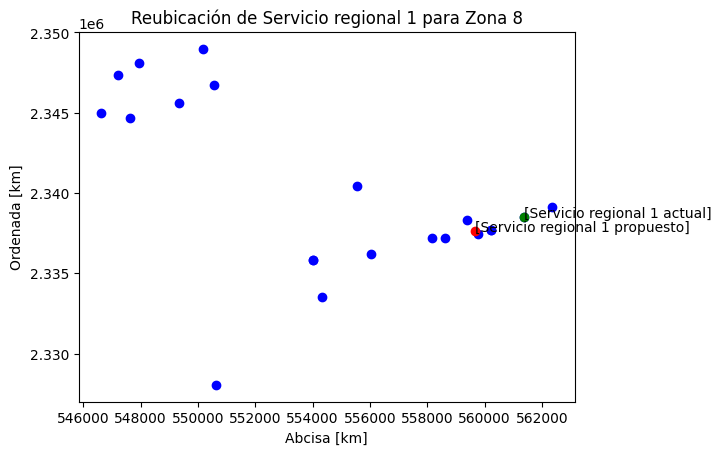 Reubicación de Servicio regional 1 para Zona 8
1e6
2.350
2.345
2.340
2.335
2.330
Ordenada [km]
[Servicio regional 1 actual]
[Servicio regional 1 propuesto]
546000 548000 550000 552000 554000 556000 558000 560000 562000
Abcisa [km]